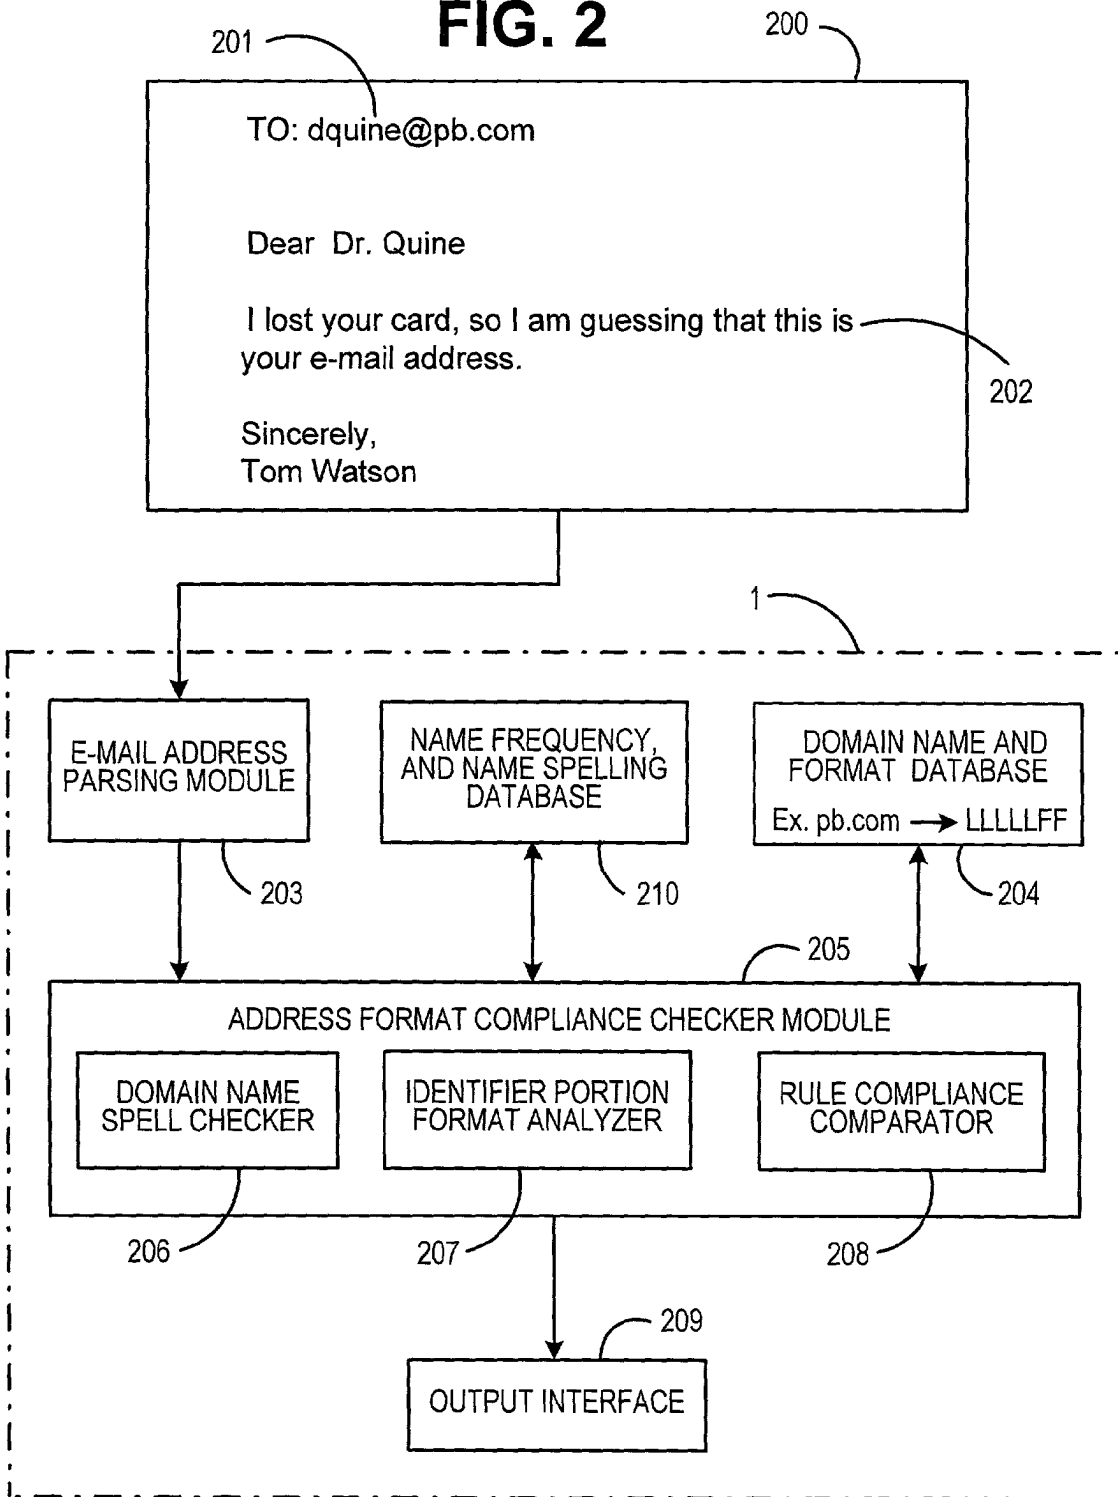 FIG. 2
201
200
TO: dquine@pb.com
Dear Dr. Quine
I lost your card, so I am guessing that this is
your e-mail address.
202
Sincerely,
Tom Watson
1
E-MAIL ADDRESS
PARSING MODULE
NAME FREQUENCY,
AND NAME SPELLING
DATABASE
DOMAIN NAME AND
FORMAT DATABASE
Ex. pb.com → LLLLLFF
203
210
204
205
ADDRESS FORMAT COMPLIANCE CHECKER MODULE
DOMAIN NAME
SPELL CHECKER
IDENTIFIER PORTION
FORMAT ANALYZER
RULE COMPLIANCE
COMPARATOR
206
207
208
209
OUTPUT INTERFACE